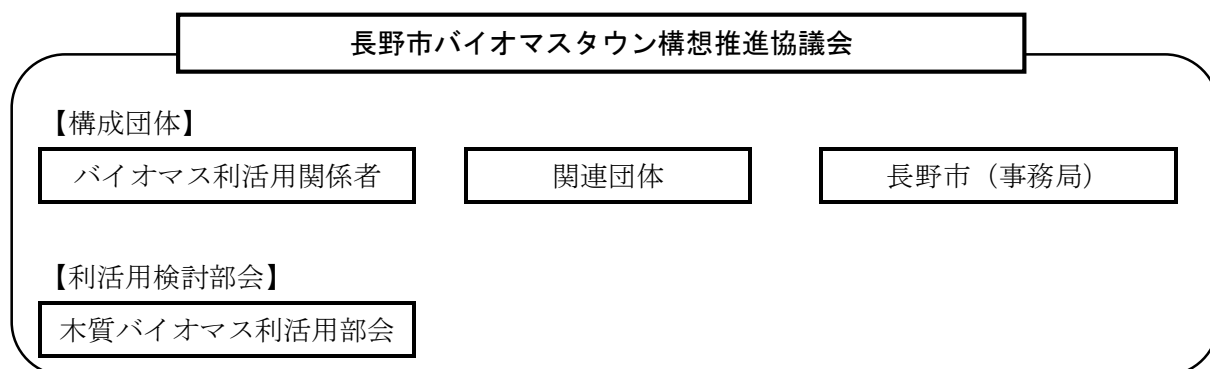 長野市バイオマスタウン構想推進協議会
【構成団体】
バイオマス利活用関係者
関連団体
長野市（事務局）
【利活用検討部会】
木質バイオマス利活用部会